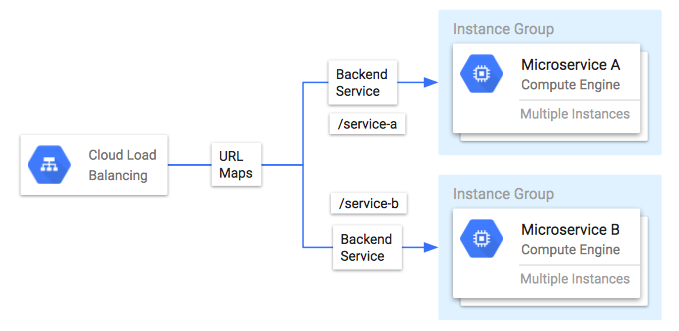 Cloud Load
Balancing
URL
Maps
Backend
Service
/service-a
Instance Group
Microservice A
Compute Engine
Multiple Instances
/service-b
Backend
Service
Instance Group
Microservice B
Compute Engine
Multiple Instances